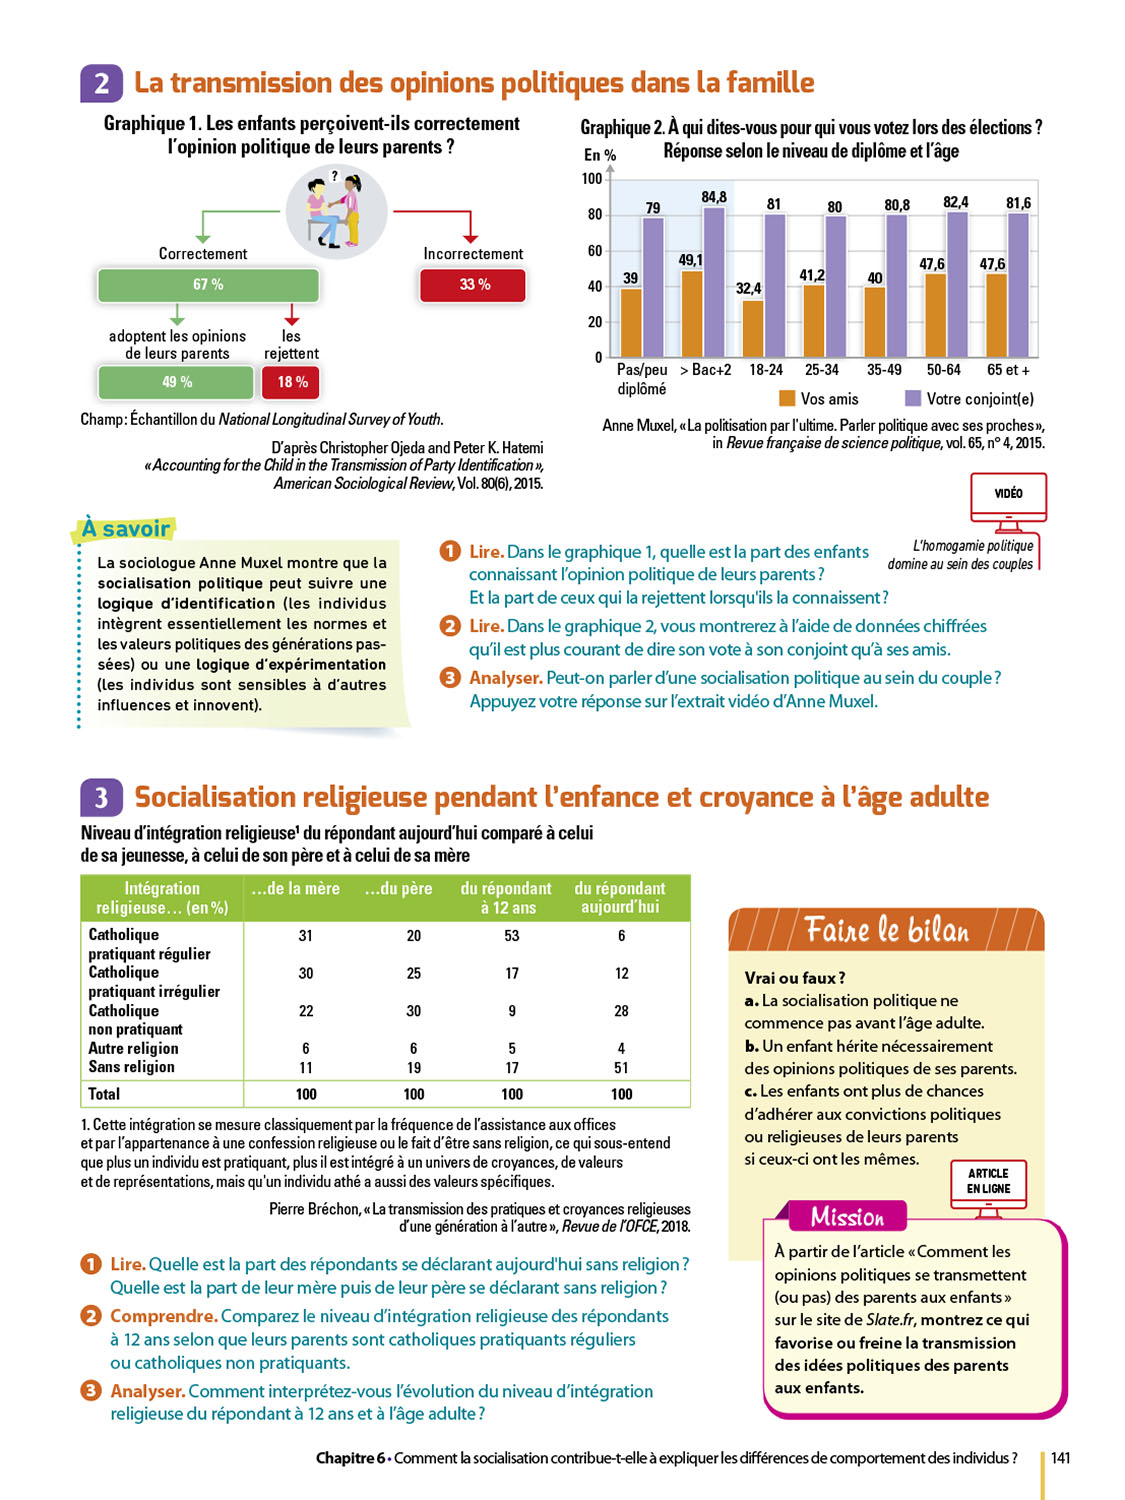 2 La transmission des opinions politiques dans la famille
Graphique 1. Les enfants perçoivent-ils correctement
l'opinion politique de leurs parents ?
?
Correctement
Incorrectement
67 %
33 %
adoptent les opinions
de leurs parents
les
rejettent
49 %
18 %
Champ : Échantillon du National Longitudinal Survey of Youth.
D'après Christopher Ojeda and Peter K. Hatemi
« Accounting for the Child in the Transmission of Party Identification »,
American Sociological Review, Vol. 80(6), 2015.
Graphique 2. À qui dites-vous pour qui vous votez lors des élections ?
Réponse selon le niveau de diplôme et l'âge
En %
100
80
60
40
20
0
39
79
49,1
84,8
32,4
81
41,2
80
40
80,8
47,6
82,4
47,6
81,6
Pas/peu
diplômé
> Bac+2
18-24
25-34
35-49
50-64
65 et +
Vos amis
Votre conjoint(e)
Anne Muxel, « La politisation par l'ultime. Parler politique avec ses proches »,
in Revue française de science politique, vol. 65, n° 4, 2015.
À savoir
La sociologue Anne Muxel montre que la
socialisation politique peut suivre une
logique d'identification (les individus
intègrent essentiellement les normes et
les valeurs politiques des générations pas-
sées) ou une logique d'expérimentation
(les individus sont sensibles à d'autres
influences et innovent).
VIDÉO
L'homogamie politique
domine au sein des couples
1 Lire. Dans le graphique 1, quelle est la part des enfants
connaissant l'opinion politique de leurs parents ?
Et la part de ceux qui la rejettent lorsqu'ils la connaissent ?
2 Lire. Dans le graphique 2, vous montrerez à l'aide de données chiffrées
qu'il est plus courant de dire son vote à son conjoint qu'à ses amis.
3 Analyser. Peut-on parler d'une socialisation politique au sein du couple ?
Appuyez votre réponse sur l'extrait vidéo d'Anne Muxel.
3 Socialisation religieuse pendant l'enfance et croyance à l'âge adulte
Niveau d'intégration religieuse¹ du répondant aujourd'hui comparé à celui
de sa jeunesse, à celui de son père et à celui de sa mère
Intégration religieuse… (en %) …de la mère …du père du répondant à 12 ans du répondant aujourd'hui
Catholique pratiquant régulier 31 20 53 6
Catholique pratiquant irrégulier 30 25 17 12
Catholique non pratiquant 22 30 9 28
Autre religion 6 6 5 4
Sans religion 11 19 17 51
Total 100 100 100 100
1. Cette intégration se mesure classiquement par la fréquence de l'assistance aux offices
et par l'appartenance à une confession religieuse ou le fait d'être sans religion, ce qui sous-entend
que plus un individu est pratiquant, plus il est intégré à un univers de croyances, de valeurs
et de représentations, mais qu'un individu athé a aussi des valeurs spécifiques.
Pierre Bréchon, « La transmission des pratiques et croyances religieuses
d'une génération à l'autre », Revue de l'OFCE, 2018.
1 Lire. Quelle est la part des répondants se déclarant aujourd'hui sans religion ?
Quelle est la part de leur mère puis de leur père se déclarant sans religion ?
2 Comprendre. Comparez le niveau d'intégration religieuse des répondants
à 12 ans selon que leurs parents sont catholiques pratiquants réguliers
ou catholiques non pratiquants.
3 Analyser. Comment interprétez-vous l'évolution du niveau d'intégration
religieuse du répondant à 12 ans et à l'âge adulte ?
Faire le bilan
Vrai ou faux ?
a. La socialisation politique ne
commence pas avant l'âge adulte.
b. Un enfant hérite nécessairement
des opinions politiques de ses parents.
c. Les enfants ont plus de chances
d'adhérer aux convictions politiques
ou religieuses de leurs parents
si ceux-ci ont les mêmes.
ARTICLE
EN LIGNE
Mission
À partir de l'article « Comment les
opinions politiques se transmettent
(ou pas) des parents aux enfants »
sur le site de Slate.fr, montrez ce qui
favorise ou freine la transmission
des idées politiques des parents
aux enfants.
Chapitre 6 • Comment la socialisation contribue-t-elle à expliquer les différences de comportement des individus ? 141